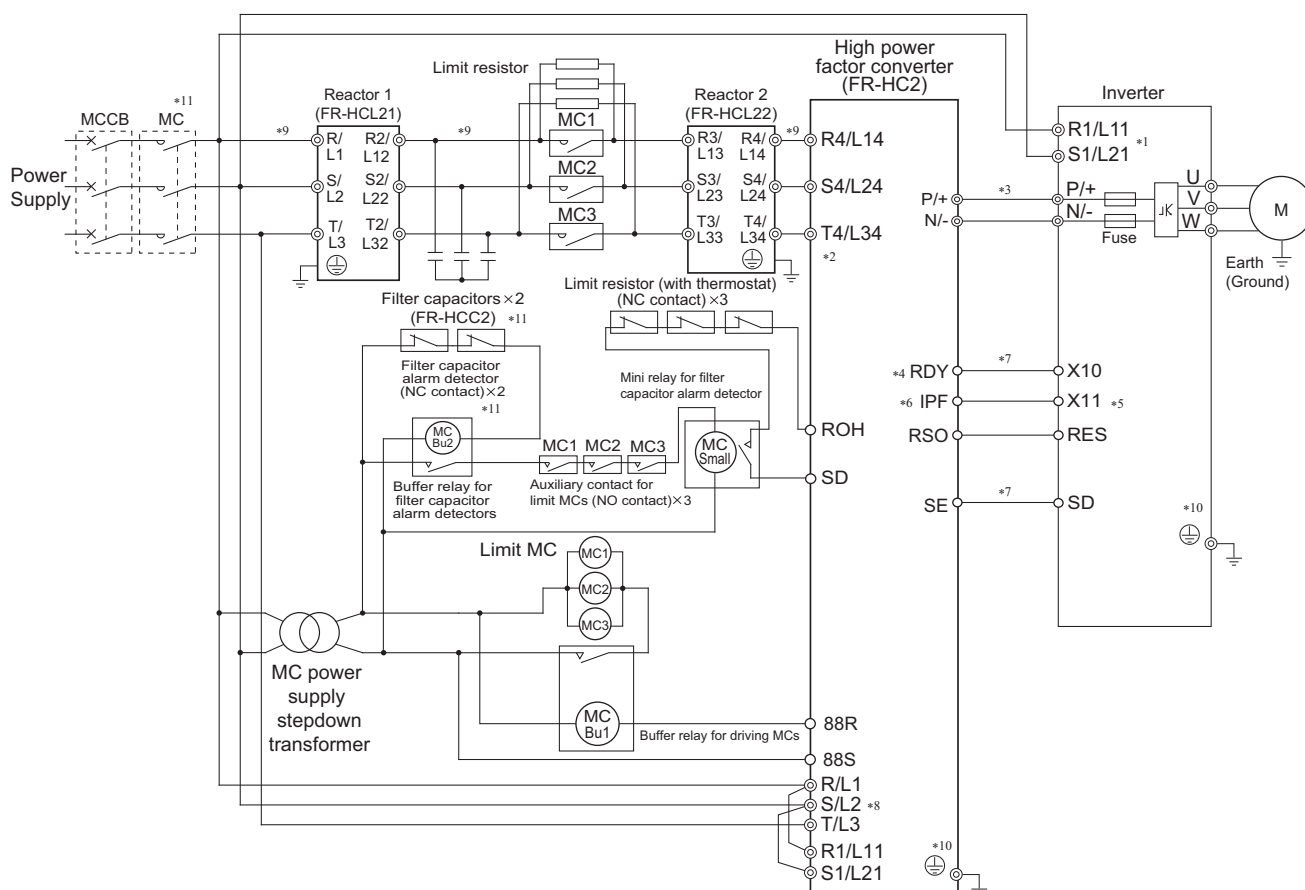 High power
factor converter
(FR-HC2)
Limit resistor
Reactor 1
(FR-HCL21)
Reactor 2
(FR-HCL22)
Inverter
MCCB
*11
MC
*9
*9
MC1
*9
Power
Supply
R/
L1
R2/
L12
R3/
L13
R4/
L14
R4/L14
R1/L11
S1/L21
*1
S/
L2
S2/
L22
MC2
S3/
L23
S4/
L24
S4/L24
P/+
*3
P/+
U
V
W
M
T/
L3
T2/
L32
MC3
T3/
L33
T4/
L34
T4/L34
*2
N/-
N/-
Fuse
Earth
(Ground)
Filter capacitors×2
(FR-HCC2)
*11
Limit resistor (with thermostat)
(NC contact)×3
Filter capacitor
alarm detector
(NC contact)×2
Mini relay for filter
capacitor alarm detector
*11
MC
Bu2
MC1
MC2
MC3
MC
Small
Buffer relay for
filter capacitor
alarm detectors
Auxiliary contact for
limit MCs (NO contact)×3
ROH
SD
*4 RDY
*7
X10
*6 IPF
X11 *5
RSO
RES
SE
*7
SD
*10
Limit MC
MC1
MC2
MC3
MC power
supply
stepdown
transformer
MC
Bu1
Buffer relay for driving MCs
88R
88S
R/L1
S/L2 *8
T/L3
R1/L11
S1/L21
*10